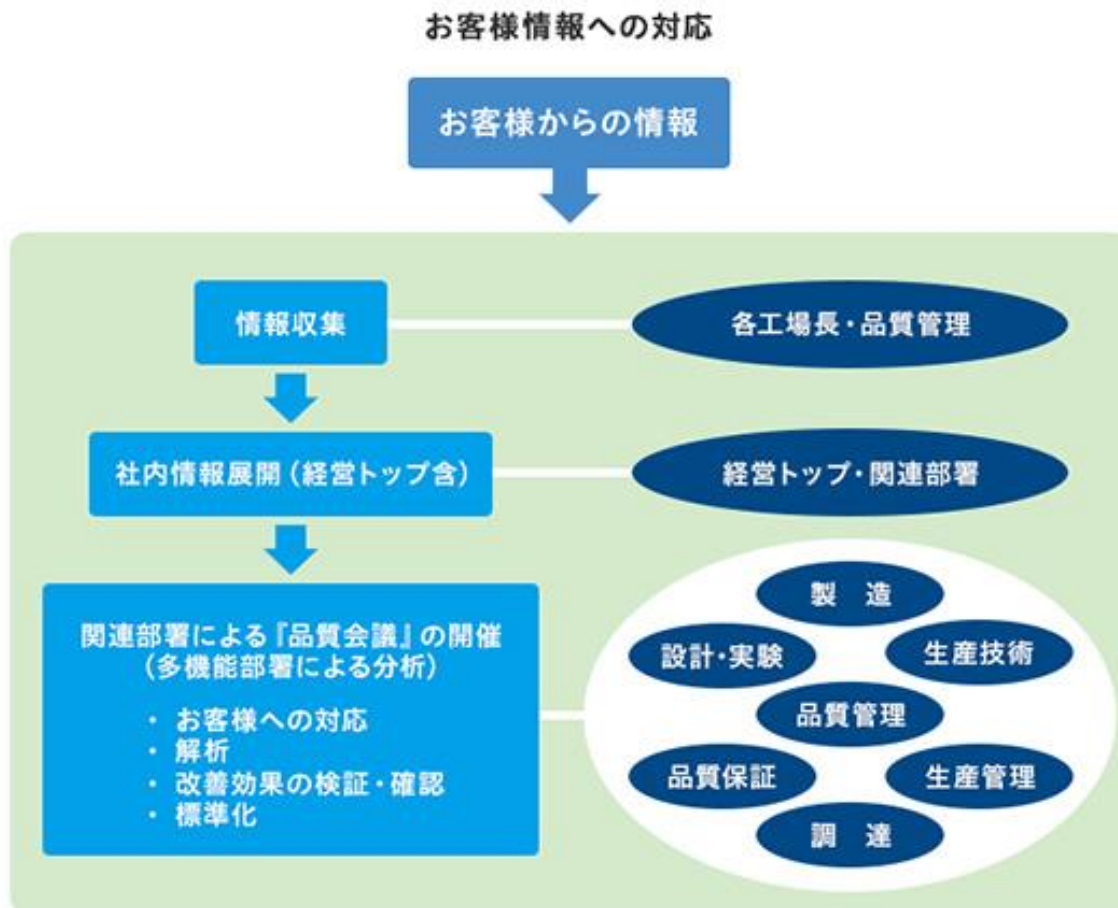 お客様情報への対応
お客様からの情報
情報収集
各工場長・品質管理
社内情報展開（経営トップ含）
経営トップ・関連部署
関連部署による『品質会議』の開催
（多機能部署による分析）
・ お客様への対応
・ 解析
・ 改善効果の検証・確認
・ 標準化
製　造
設計・実験
生産技術
品質管理
品質保証
生産管理
調　達